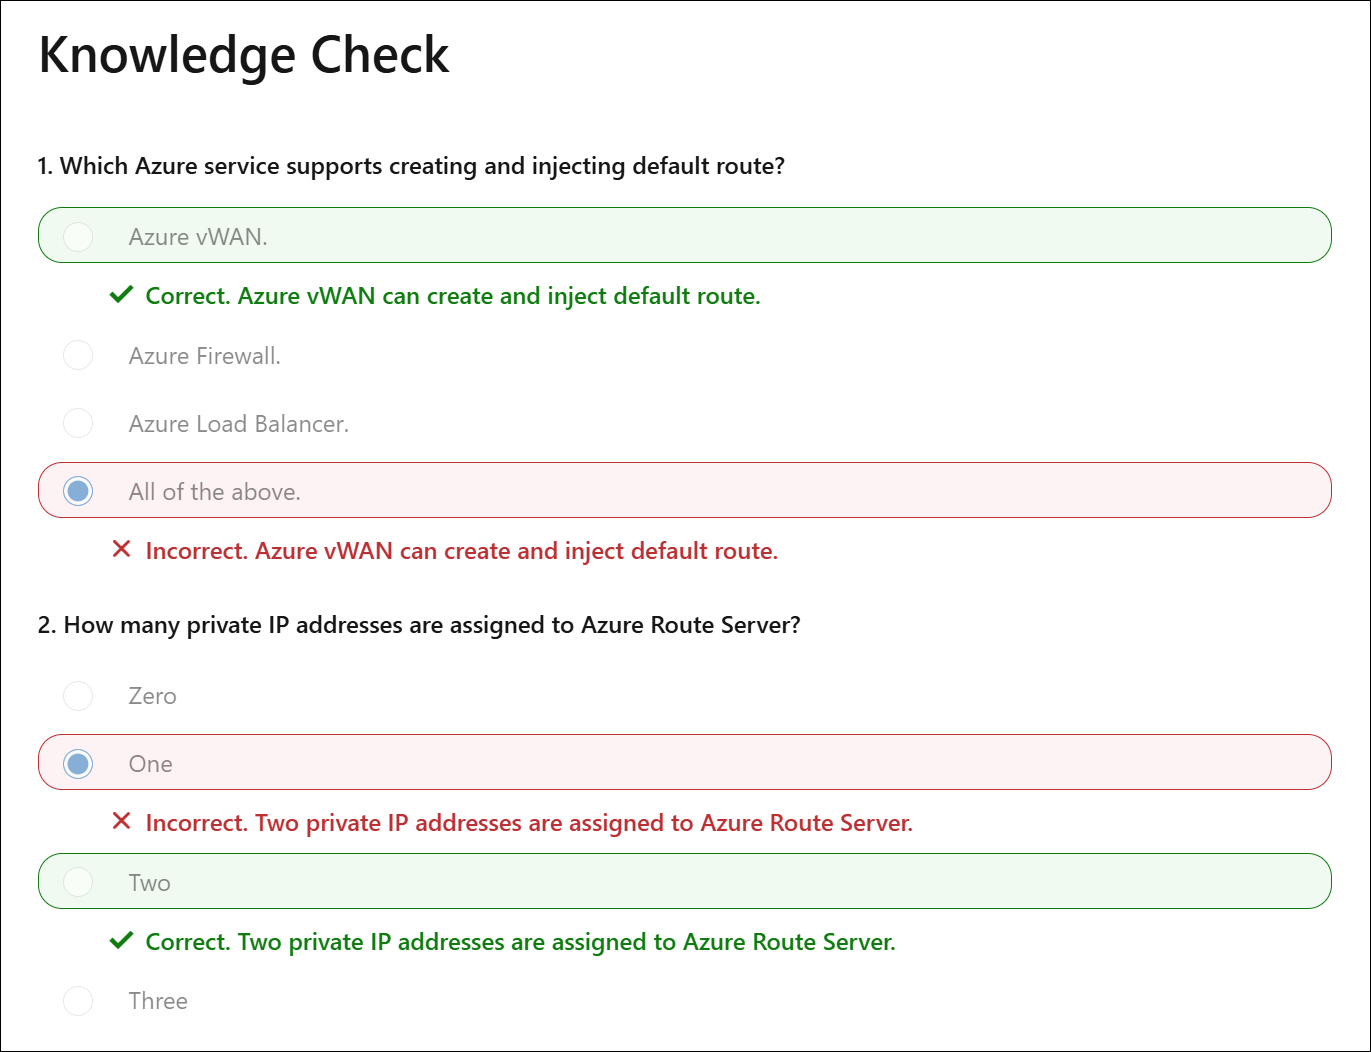 Knowledge Check
1. Which Azure service supports creating and injecting default route?
Azure vWAN.
Correct. Azure vWAN can create and inject default route.
Azure Firewall.
Azure Load Balancer.
All of the above.
Incorrect. Azure vWAN can create and inject default route.
2. How many private IP addresses are assigned to Azure Route Server?
Zero
One
Incorrect. Two private IP addresses are assigned to Azure Route Server.
Two
Correct. Two private IP addresses are assigned to Azure Route Server.
Three